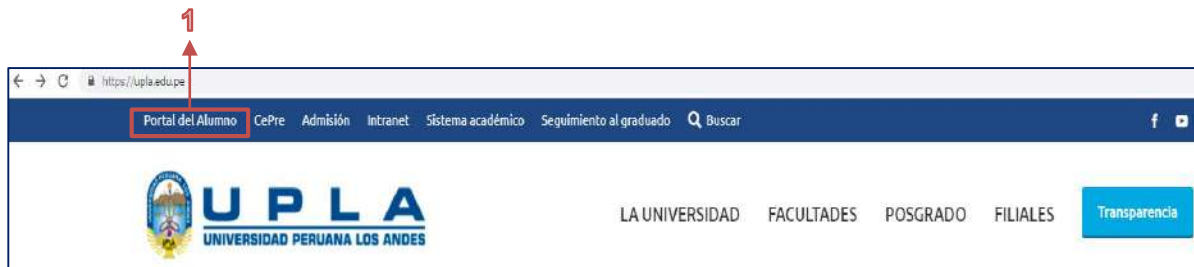 1
https://upla.edu.pe
Portal del Alumno CePre Admisión Intranet Sistema académico Seguimiento al graduado Buscar
UPLA
UNIVERSIDAD PERUANA LOS ANDES
LA UNIVERSIDAD FACULTADES POSGRADO FILIALES Transparencia